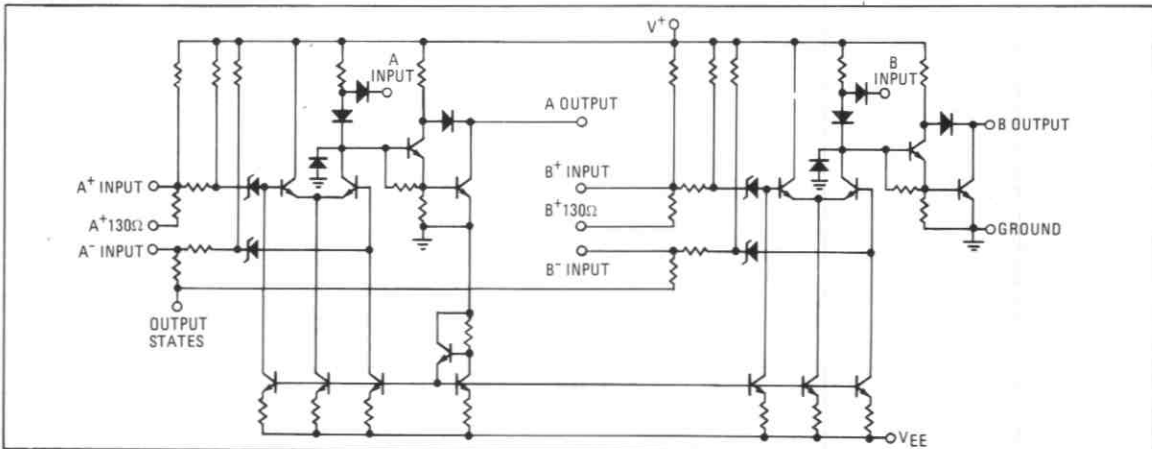 V+
A
INPUT
B
INPUT
A OUTPUT
B OUTPUT
A+ INPUT
B+ INPUT
A+130Ω
B+130Ω
GROUND
A- INPUT
B- INPUT
OUTPUT
STATES
VEE